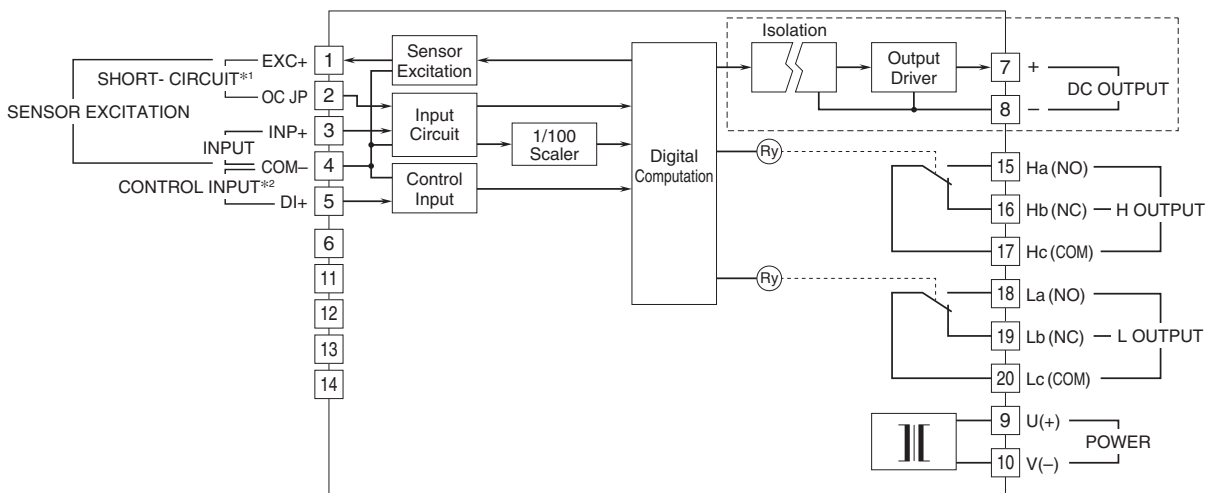 SENSOR EXCITATION
SHORT- CIRCUIT*1
INPUT
CONTROL INPUT*2
EXC+ 1
OC JP 2
INP+ 3
COM– 4
DI+ 5
6
11
12
13
14
Sensor
Excitation
Input
Circuit
1/100
Scaler
Control
Input
Digital
Computation
Isolation
Output
Driver
7 +
8 –
DC OUTPUT
Ry
15 Ha (NO)
16 Hb (NC)
17 Hc (COM)
H OUTPUT
Ry
18 La (NO)
19 Lb (NC)
20 Lc (COM)
L OUTPUT
9 U(+)
10 V(–)
POWER